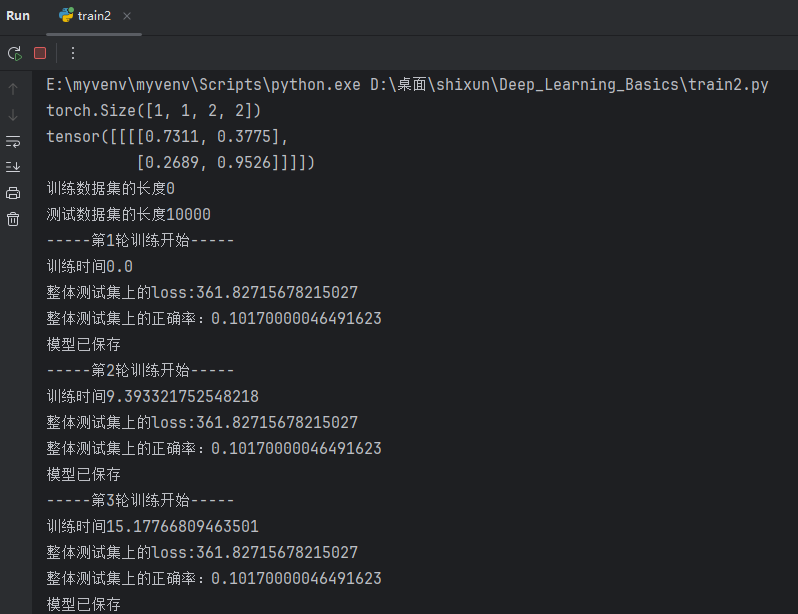 Run train2
E:\myvenv\myvenv\Scripts\python.exe D:\桌面\shixun\Deep_Learning_Basics\train2.py
torch.Size([1, 1, 2, 2])
tensor([[[[0.7311, 0.3775],
[0.2689, 0.9526]]]])
训练数据集的长度0
测试数据集的长度10000
-----第1轮训练开始-----
训练时间0.0
整体测试集上的loss:361.82715678215027
整体测试集上的正确率：0.10170000046491623
模型已保存
-----第2轮训练开始-----
训练时间9.393321752548218
整体测试集上的loss:361.82715678215027
整体测试集上的正确率：0.10170000046491623
模型已保存
-----第3轮训练开始-----
训练时间15.17766809463501
整体测试集上的loss:361.82715678215027
整体测试集上的正确率：0.10170000046491623
模型已保存